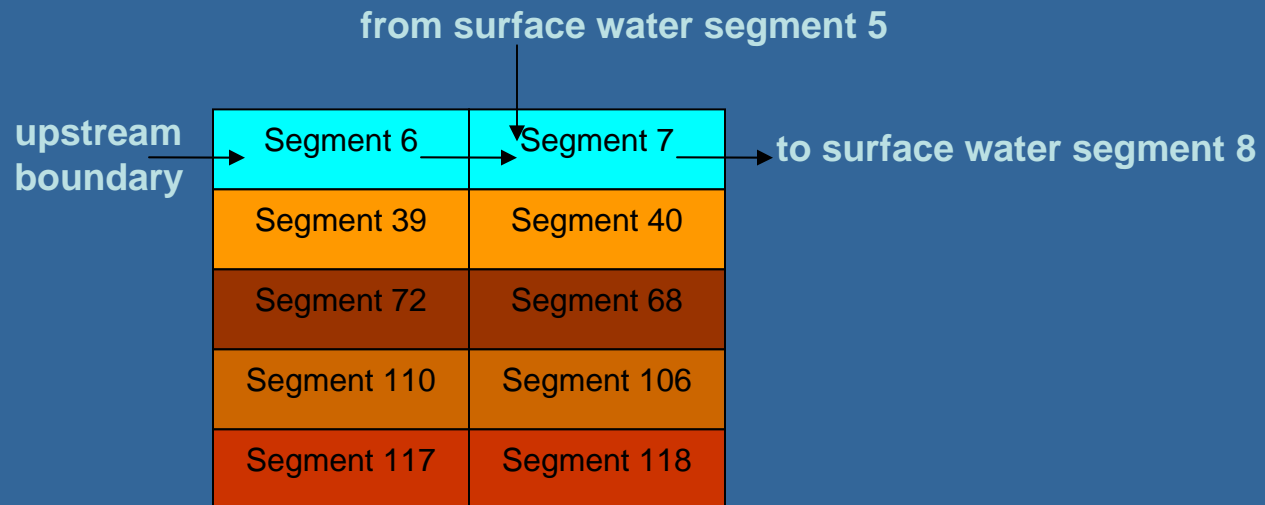 from surface water segment 5
upstream
boundary
Segment 6
Segment 7
to surface water segment 8
Segment 39
Segment 40
Segment 72
Segment 68
Segment 110
Segment 106
Segment 117
Segment 118